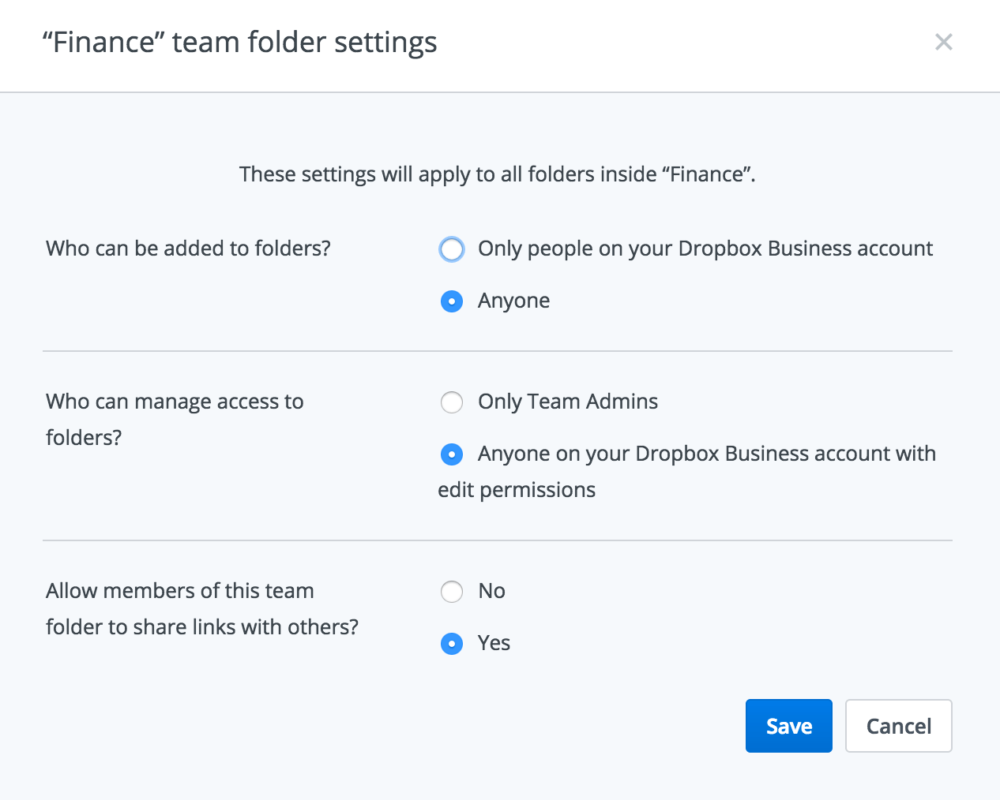 “Finance” team folder settings
These settings will apply to all folders inside “Finance”.
Who can be added to folders?
Only people on your Dropbox Business account
Anyone
Who can manage access to
folders?
Only Team Admins
Anyone on your Dropbox Business account with
edit permissions
Allow members of this team
folder to share links with others?
No
Yes
Save
Cancel